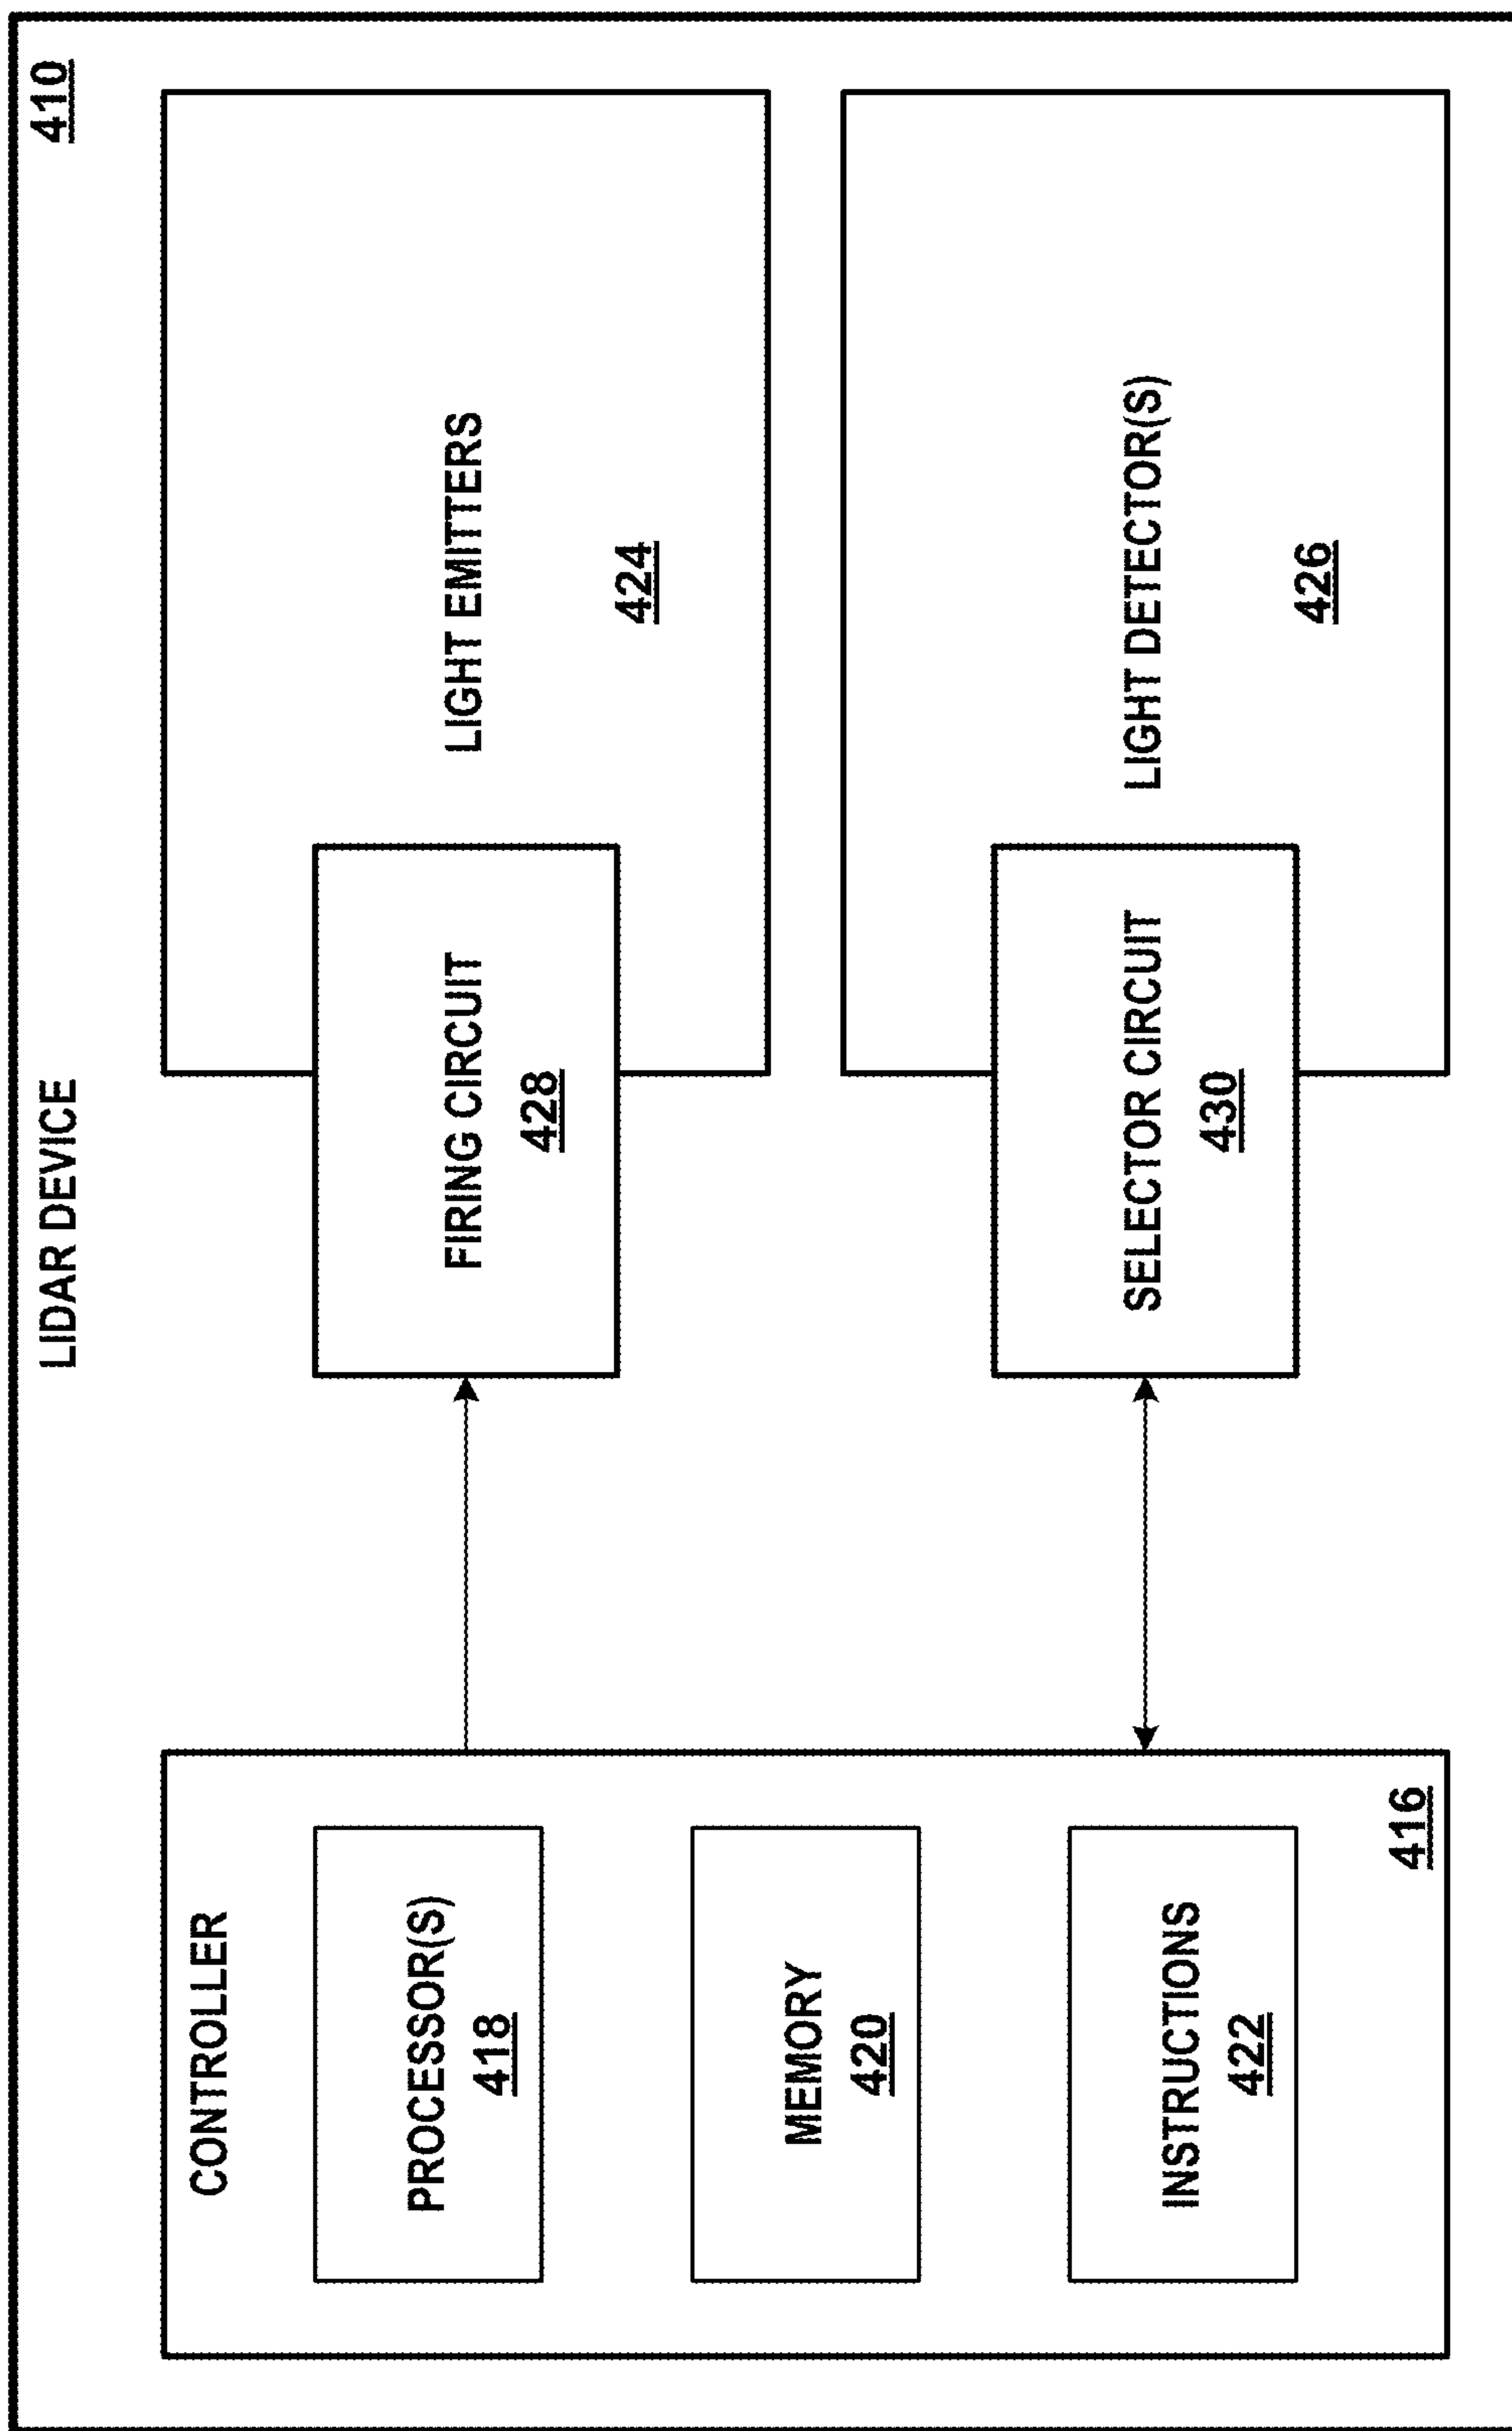 LIDAR DEVICE
410
CONTROLLER
PROCESSOR(S)
418
MEMORY
420
INSTRUCTIONS
422
416
FIRING CIRCUIT
428
LIGHT EMITTERS
424
SELECTOR CIRCUIT
430
LIGHT DETECTOR(S)
426